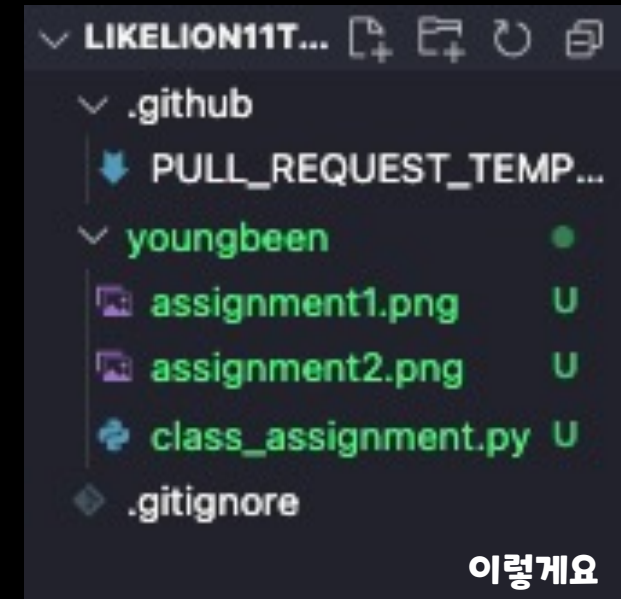 LIKELION11T...
.github
PULL_REQUEST_TEMP...
youngbeen
assignment1.png U
assignment2.png U
class_assignment.py U
.gitignore
이렇게요